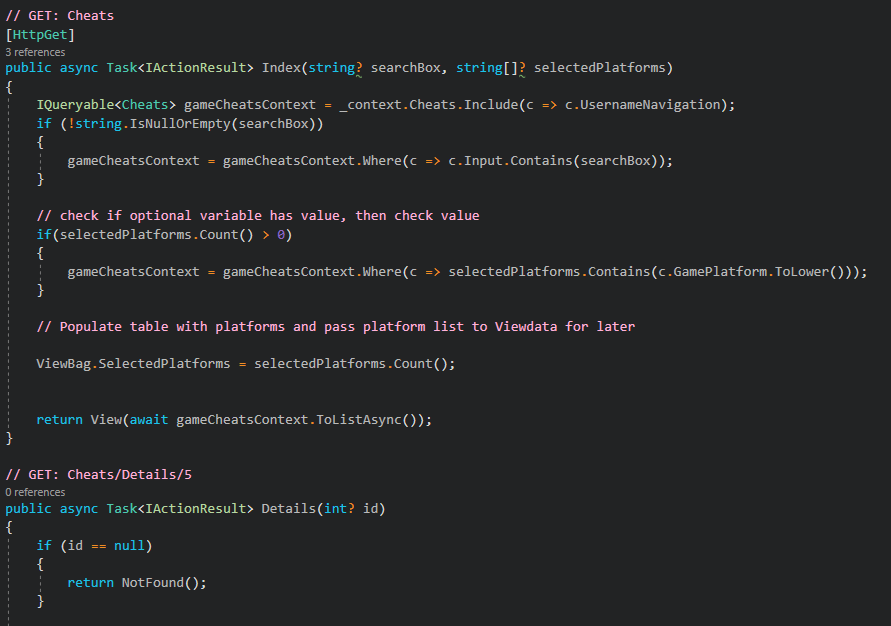 // GET: Cheats
[HttpGet]
3 references
public async Task<IActionResult> Index(string? searchBox, string[]? selectedPlatforms)
{
    IQueryable<Cheats> gameCheatsContext = _context.Cheats.Include(c => c.UsernameNavigation);
    if (!string.IsNullOrEmpty(searchBox))
    {
        gameCheatsContext = gameCheatsContext.Where(c => c.Input.Contains(searchBox));
    }
    // check if optional variable has value, then check value
    if(selectedPlatforms.Count() > 0)
    {
        gameCheatsContext = gameCheatsContext.Where(c => selectedPlatforms.Contains(c.GamePlatform.ToLower()));
    }
    // Populate table with platforms and pass platform list to Viewdata for later
    ViewBag.SelectedPlatforms = selectedPlatforms.Count();
    return View(await gameCheatsContext.ToListAsync());
}
// GET: Cheats/Details/5
0 references
public async Task<IActionResult> Details(int? id)
{
    if (id == null)
    {
        return NotFound();
    }